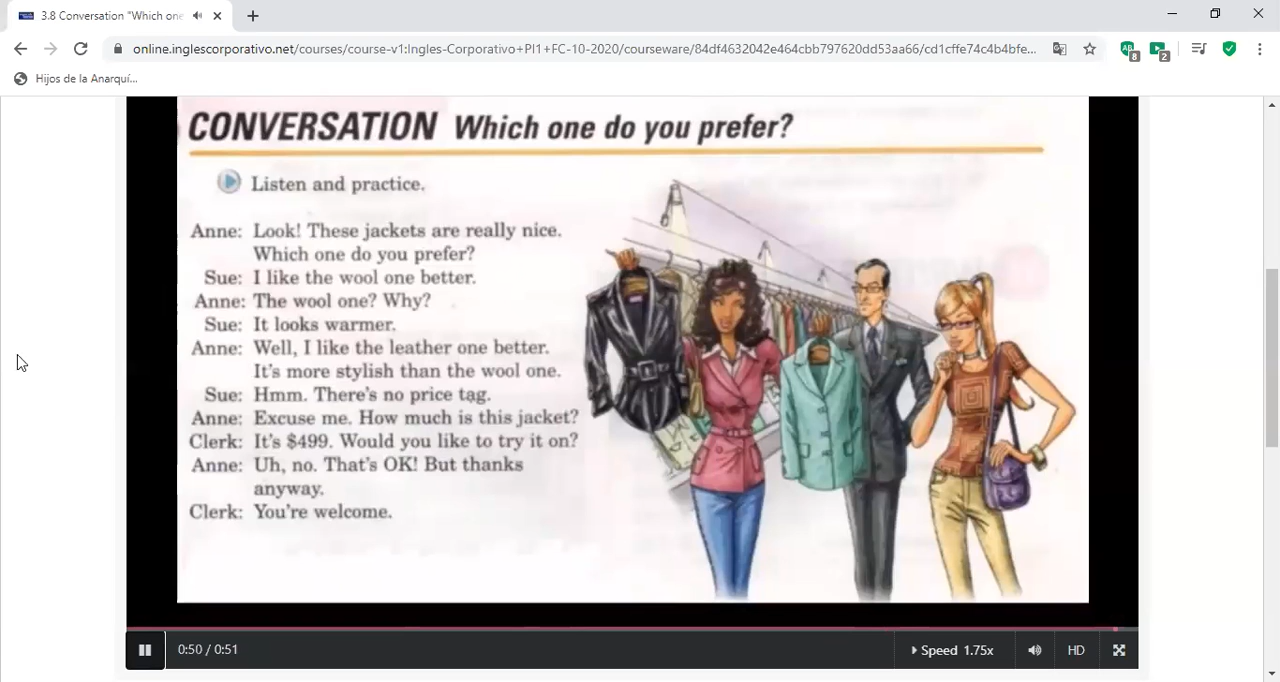 3.8 Conversation "Which one
online.inglescorporativo.net/courses/course-v1:Ingles-Corporativo+PI1+FC-10-2020/courseware/84df4632042e464cbb797620dd53aa66/cd1cffe74c4b4bfe...
8
2
Hijos de la Anarquí...
CONVERSATION Which one do you prefer?
Listen and practice.
Anne: Look! These jackets are really nice.
Which one do you prefer?
Sue: I like the wool one better.
Anne: The wool one? Why?
Sue: It looks warmer.
Anne: Well, I like the leather one better.
It's more stylish than the wool one.
Sue: Hmm. There's no price tag.
Anne: Excuse me. How much is this jacket?
Clerk: It's $499. Would you like to try it on?
Anne: Uh, no. That's OK! But thanks
anyway.
Clerk: You're welcome.
0:50 / 0:51
Speed 1.75x
HD